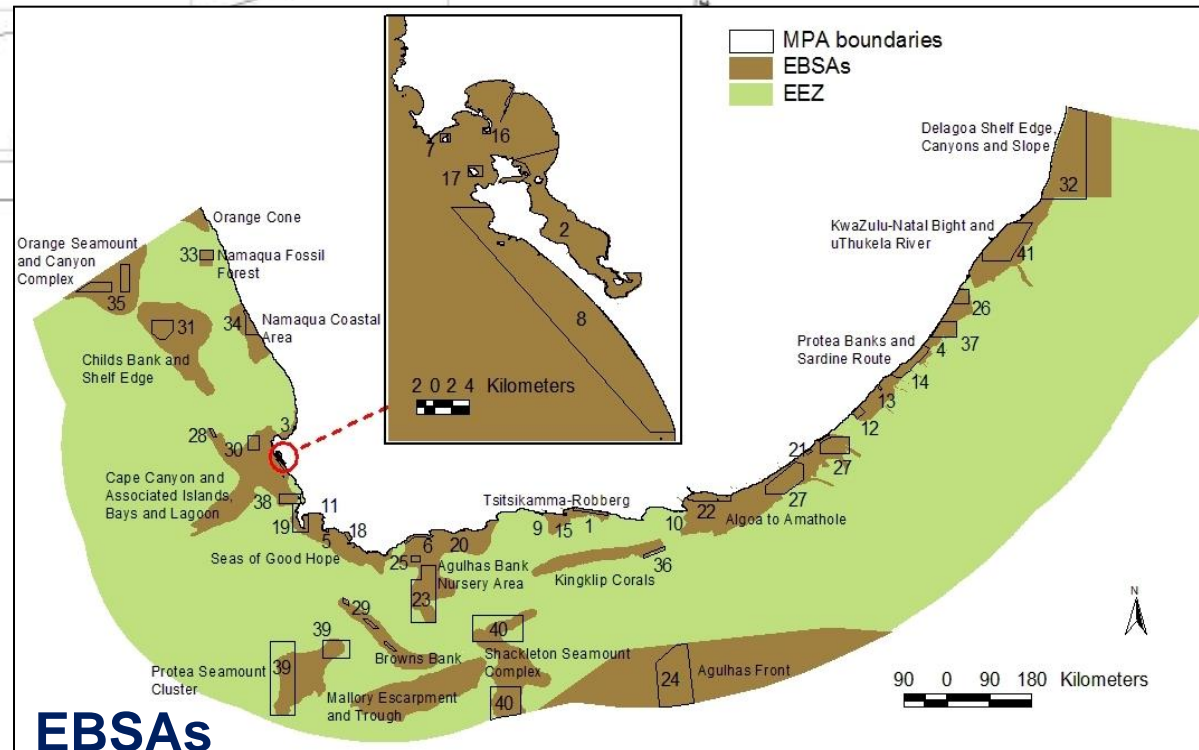 MPA boundaries
EBSAs
EEZ
16
7
17
2
8
2 0 2 4 Kilometers
Delagoa Shelf Edge,
Canyons and Slope
32
KwaZulu-Natal Bight and
uThukela River
41
26
37
Protea Banks and
Sardine Route
4
14
13
12
Orange Cone
Orange Seamount
and Canyon
Complex
33
Namaqua Fossil
Forest
35
31
34
Namaqua Coastal
Area
Childs Bank and
Shelf Edge
3
28
30
Cape Canyon and
Associated Islands,
Bays and Lagoon
38
19
11
5
18
Seas of Good Hope
Tsitsikamma-Robberg
9
15
1
10
22
21
27
27
Algoa to Amathole
6
20
25
Agulhas Bank
Nursery Area
23
Kingklip Corals
36
29
39
39
Browns Bank
40
Shackleton Seamount
Complex
40
Protea Seamount
Cluster
Mallory Escarpment
and Trough
24
Agulhas Front
N
90 0 90 180 Kilometers
EBSAs